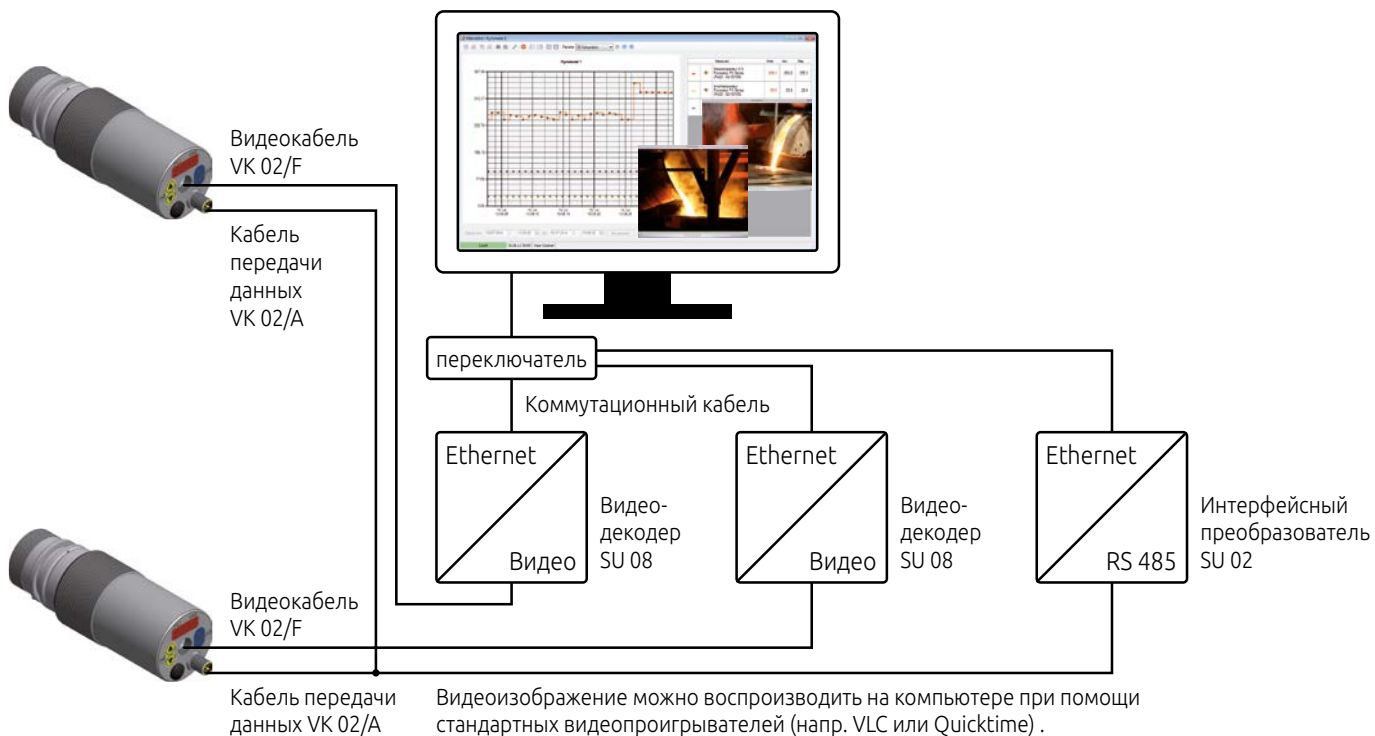 Видеокабель
VK 02/F
Кабель
передачи
данных
VK 02/A
переключатель
Коммутационный кабель
Ethernet
Видео
Видео-
декодер
SU 08
Ethernet
Видео
Видео-
декодер
SU 08
Ethernet
RS 485
Интерфейсный
преобразователь
SU 02
Видеокабель
VK 02/F
Кабель передачи
данных VK 02/A
Видеоизображение можно воспроизводить на компьютере при помощи
стандартных видеопроигрывателей (напр. VLC или Quicktime) .